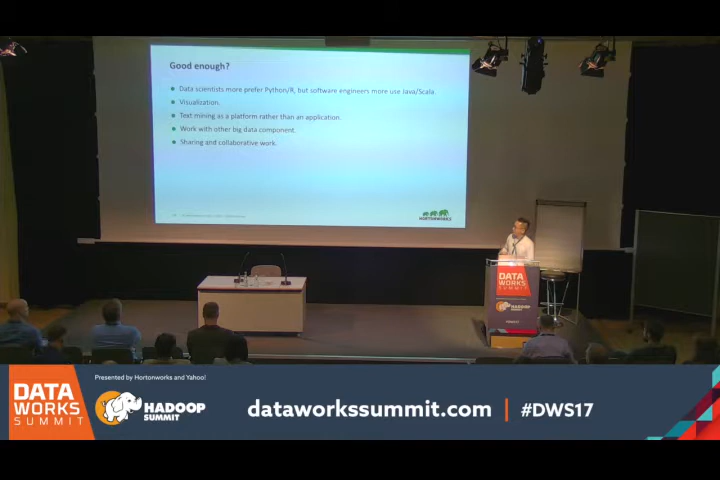 Good enough?
Data scientists more prefer Python/R, but software engineers more use Java/Scala.
Visualization.
Text mining as a platform rather than an application.
Work with other big data component.
Sharing and collaborative work.
HORTONWORKS
DATA
WORKS
SUMMIT
HADOOP
#DWS17
DATA
WORKS
SUMMIT
Presented by Hortonworks and Yahoo!
HADOOP
SUMMIT
dataworkssummit.com
#DWS17